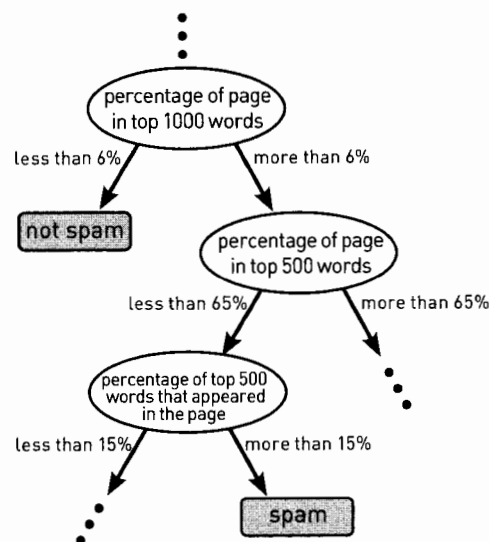 percentage of page
in top 1000 words
less than 6%
more than 6%
not spam
percentage of page
in top 500 words
less than 65%
more than 65%
percentage of top 500
words that appeared
in the page
less than 15%
more than 15%
spam